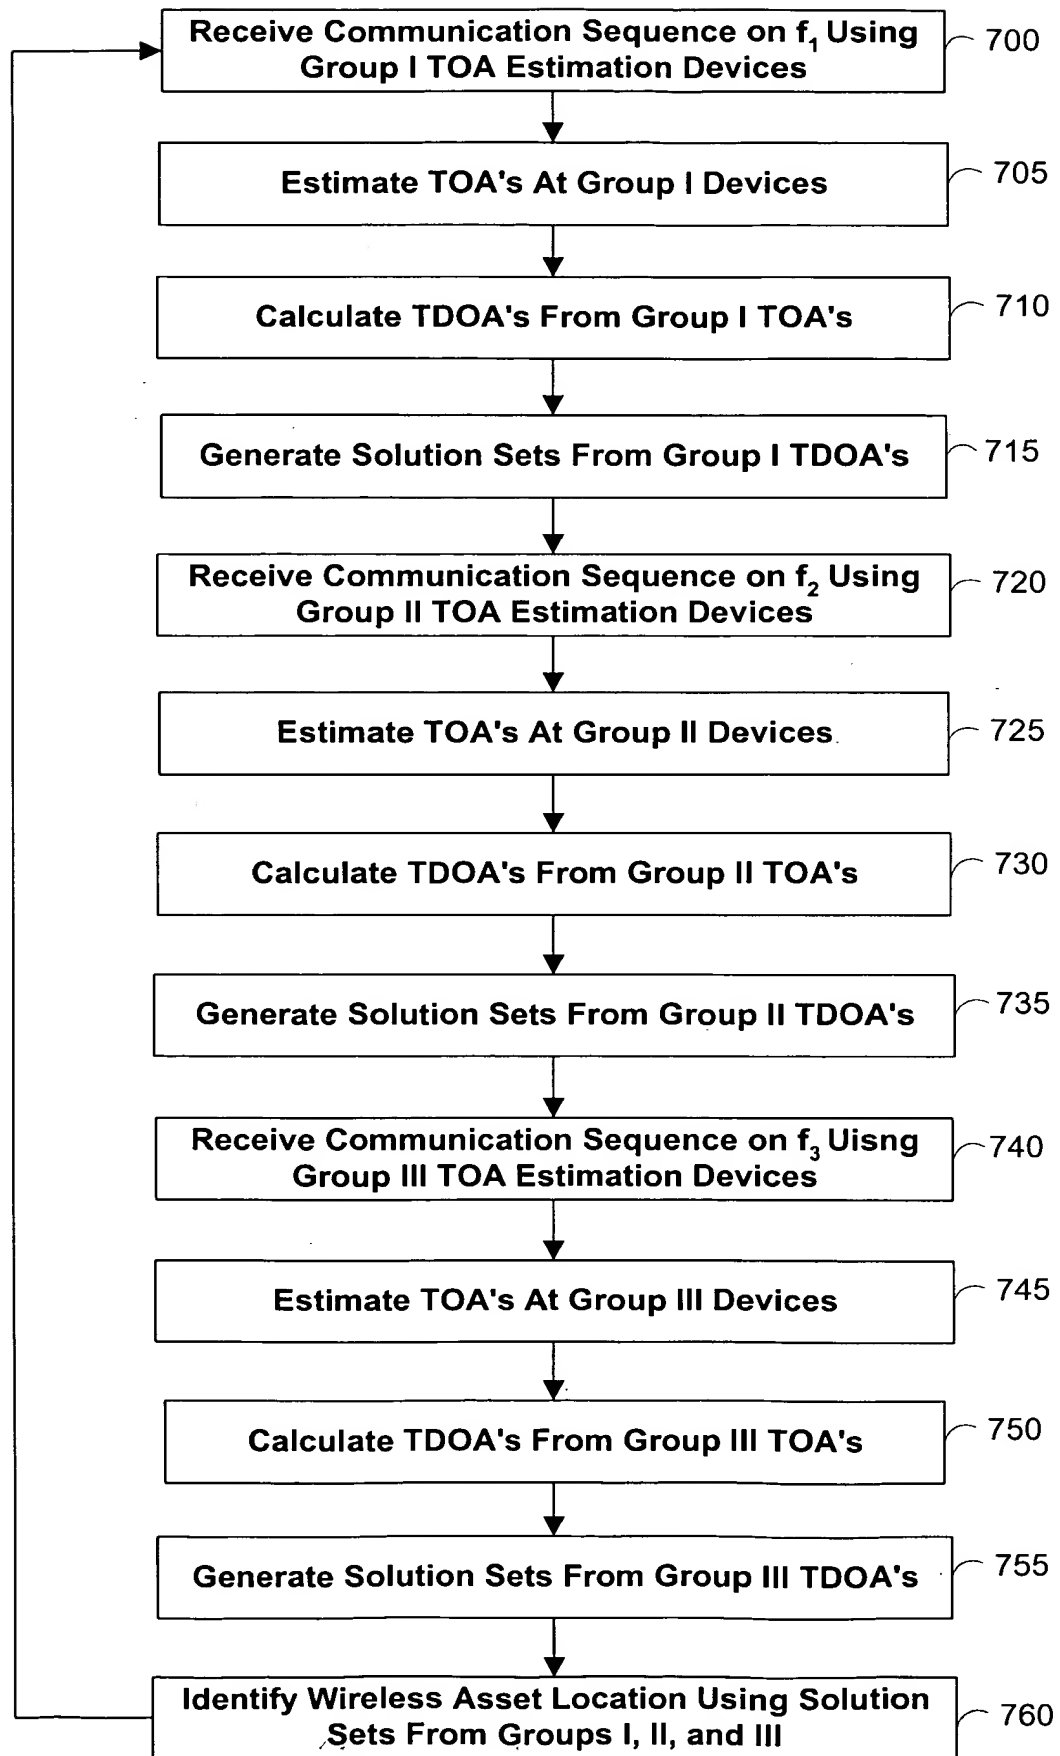 Receive Communication Sequence on f₁ Using
Group I TOA Estimation Devices
700
Estimate TOA's At Group I Devices
705
Calculate TDOA's From Group I TOA's
710
Generate Solution Sets From Group I TDOA's
715
Receive Communication Sequence on f₂ Using
Group II TOA Estimation Devices
720
Estimate TOA's At Group II Devices
725
Calculate TDOA's From Group II TOA's
730
Generate Solution Sets From Group II TDOA's
735
Receive Communication Sequence on f₃ Uisng
Group III TOA Estimation Devices
740
Estimate TOA's At Group III Devices
745
Calculate TDOA's From Group III TOA's
750
Generate Solution Sets From Group III TDOA's
755
Identify Wireless Asset Location Using Solution
Sets From Groups I, II, and III
760